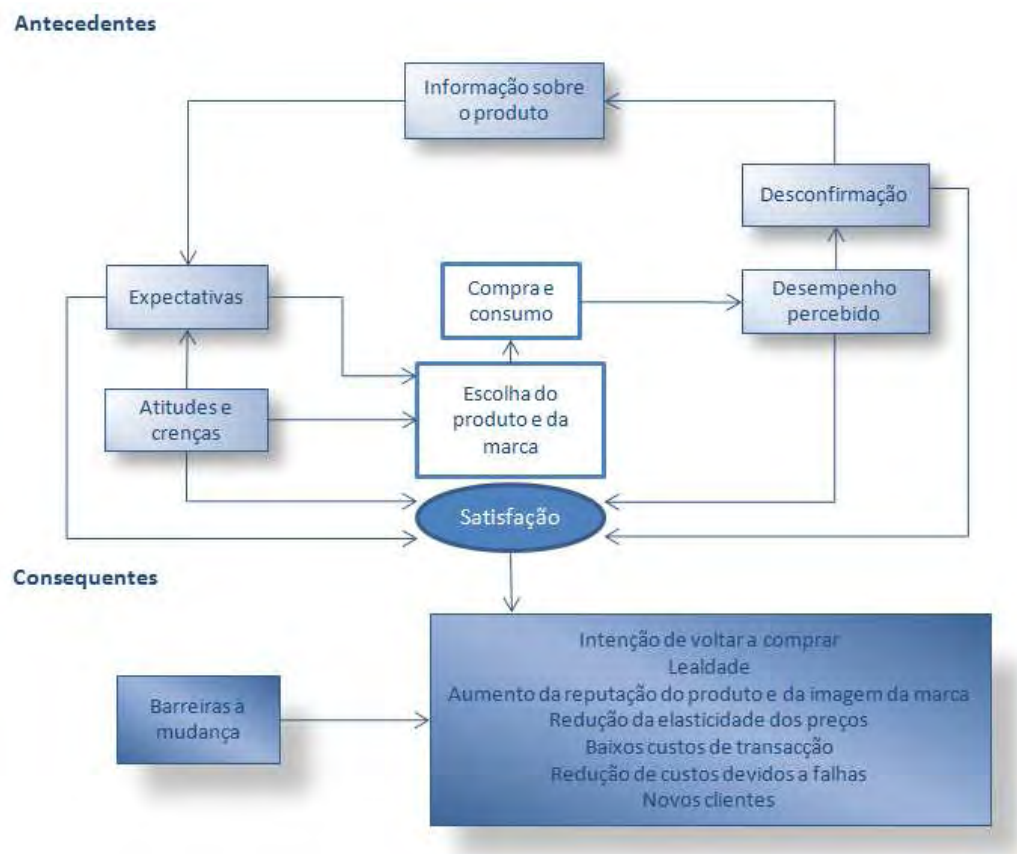 Antecedentes
Informação sobre
o produto
Desconfirmação
Expectativas
Compra e
consumo
Desempenho
percebido
Atitudes e
crenças
Escolha do
produto e da
marca
Satisfação
Consequentes
Intenção de voltar a comprar
Lealdade
Aumento da reputação do produto e da imagem da marca
Redução da elasticidade dos preços
Baixos custos de transacção
Redução de custos devidos a falhas
Novos clientes
Barreiras à
mudança